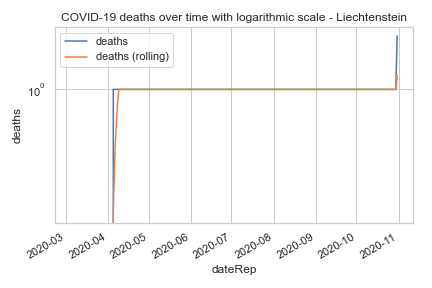 COVID-19 deaths over time with logarithmic scale - Liechtenstein
deaths
deaths (rolling)
10⁰
deaths
2020-03
2020-04
2020-05
2020-06
2020-07
2020-08
2020-09
2020-10
2020-11
dateRep